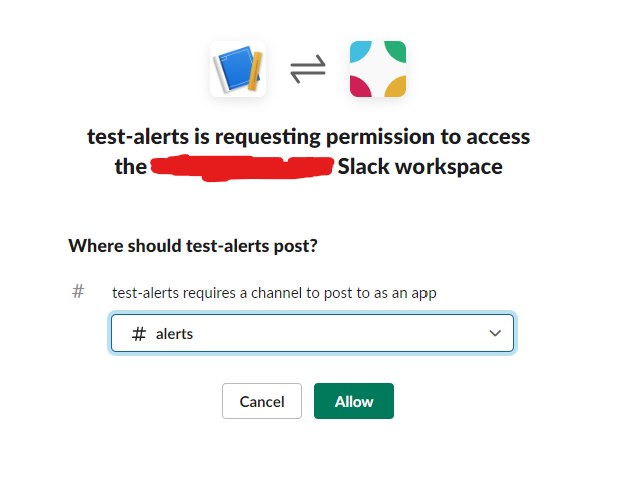 test-alerts is requesting permission to access
the Slack workspace
Where should test-alerts post?
# test-alerts requires a channel to post to as an app
# alerts
Cancel Allow